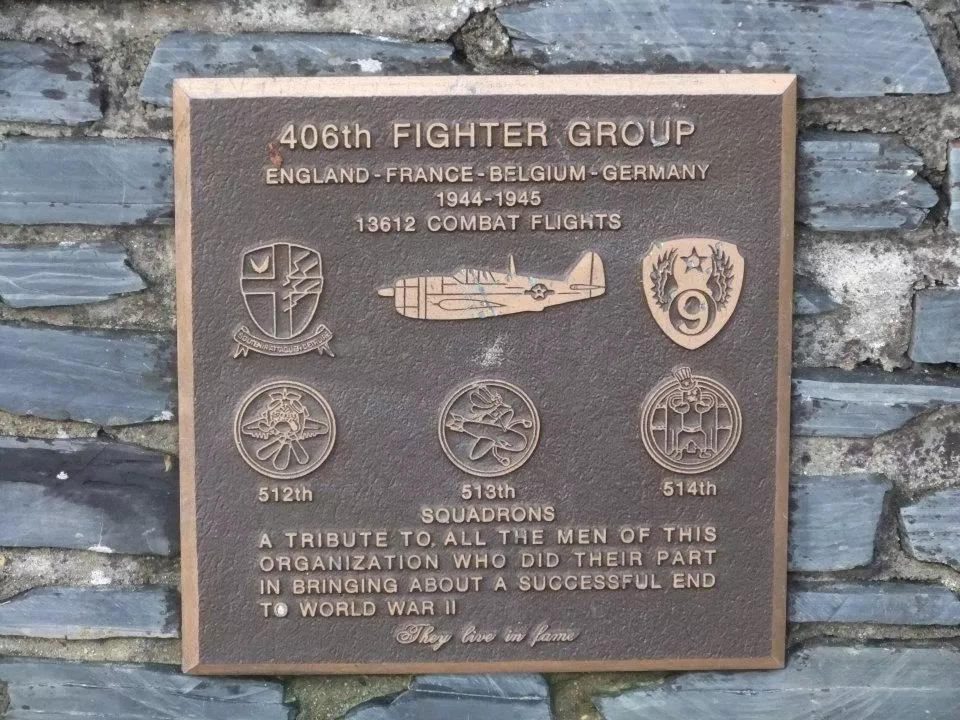 406th FIGHTER GROUP
ENGLAND-FRANCE-BELGIUM-GERMANY
1944-1945
13612 COMBAT FLIGHTS
9
512th 513th 514th
SQUADRONS
A TRIBUTE TO ALL THE MEN OF THIS
ORGANIZATION WHO DID THEIR PART
IN BRINGING ABOUT A SUCCESSFUL END
TO WORLD WAR II
They live in fame